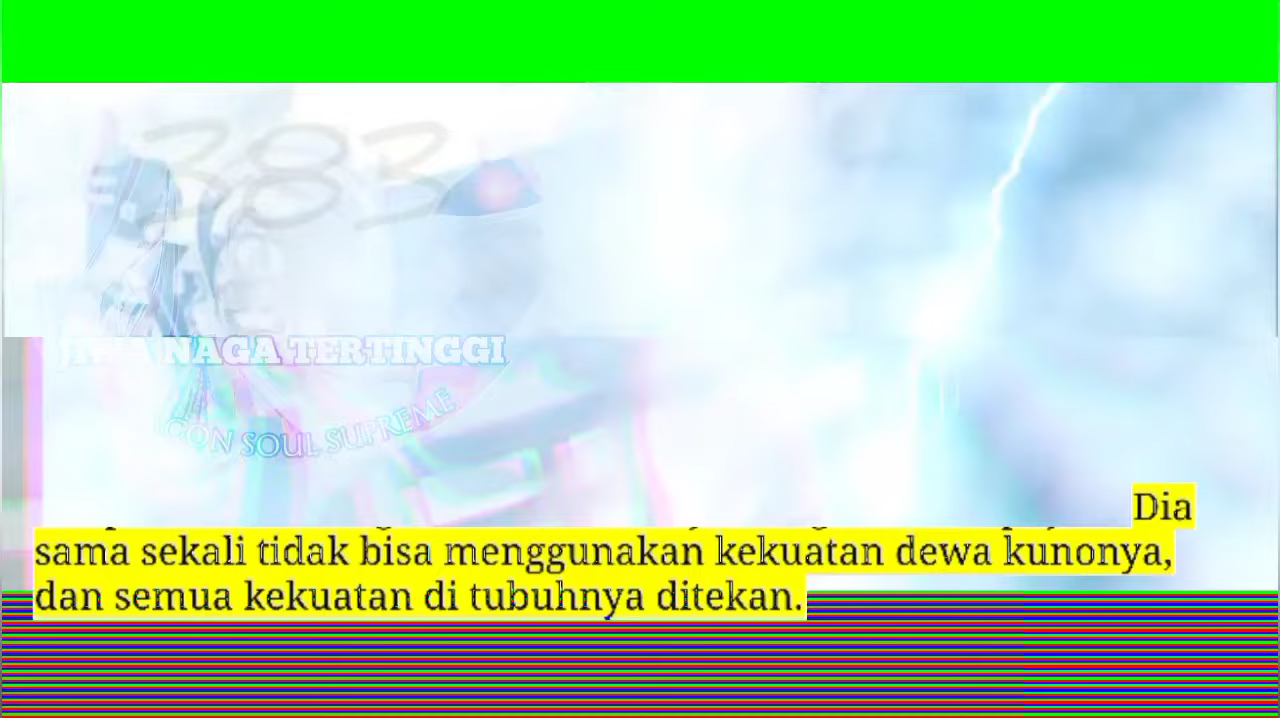 383
NAGA TERTINGGI
SOUL SUPREME
Dia
sama sekali tidak bisa menggunakan kekuatan dewa kunonya,
dan semua kekuatan di tubuhnya ditekan.